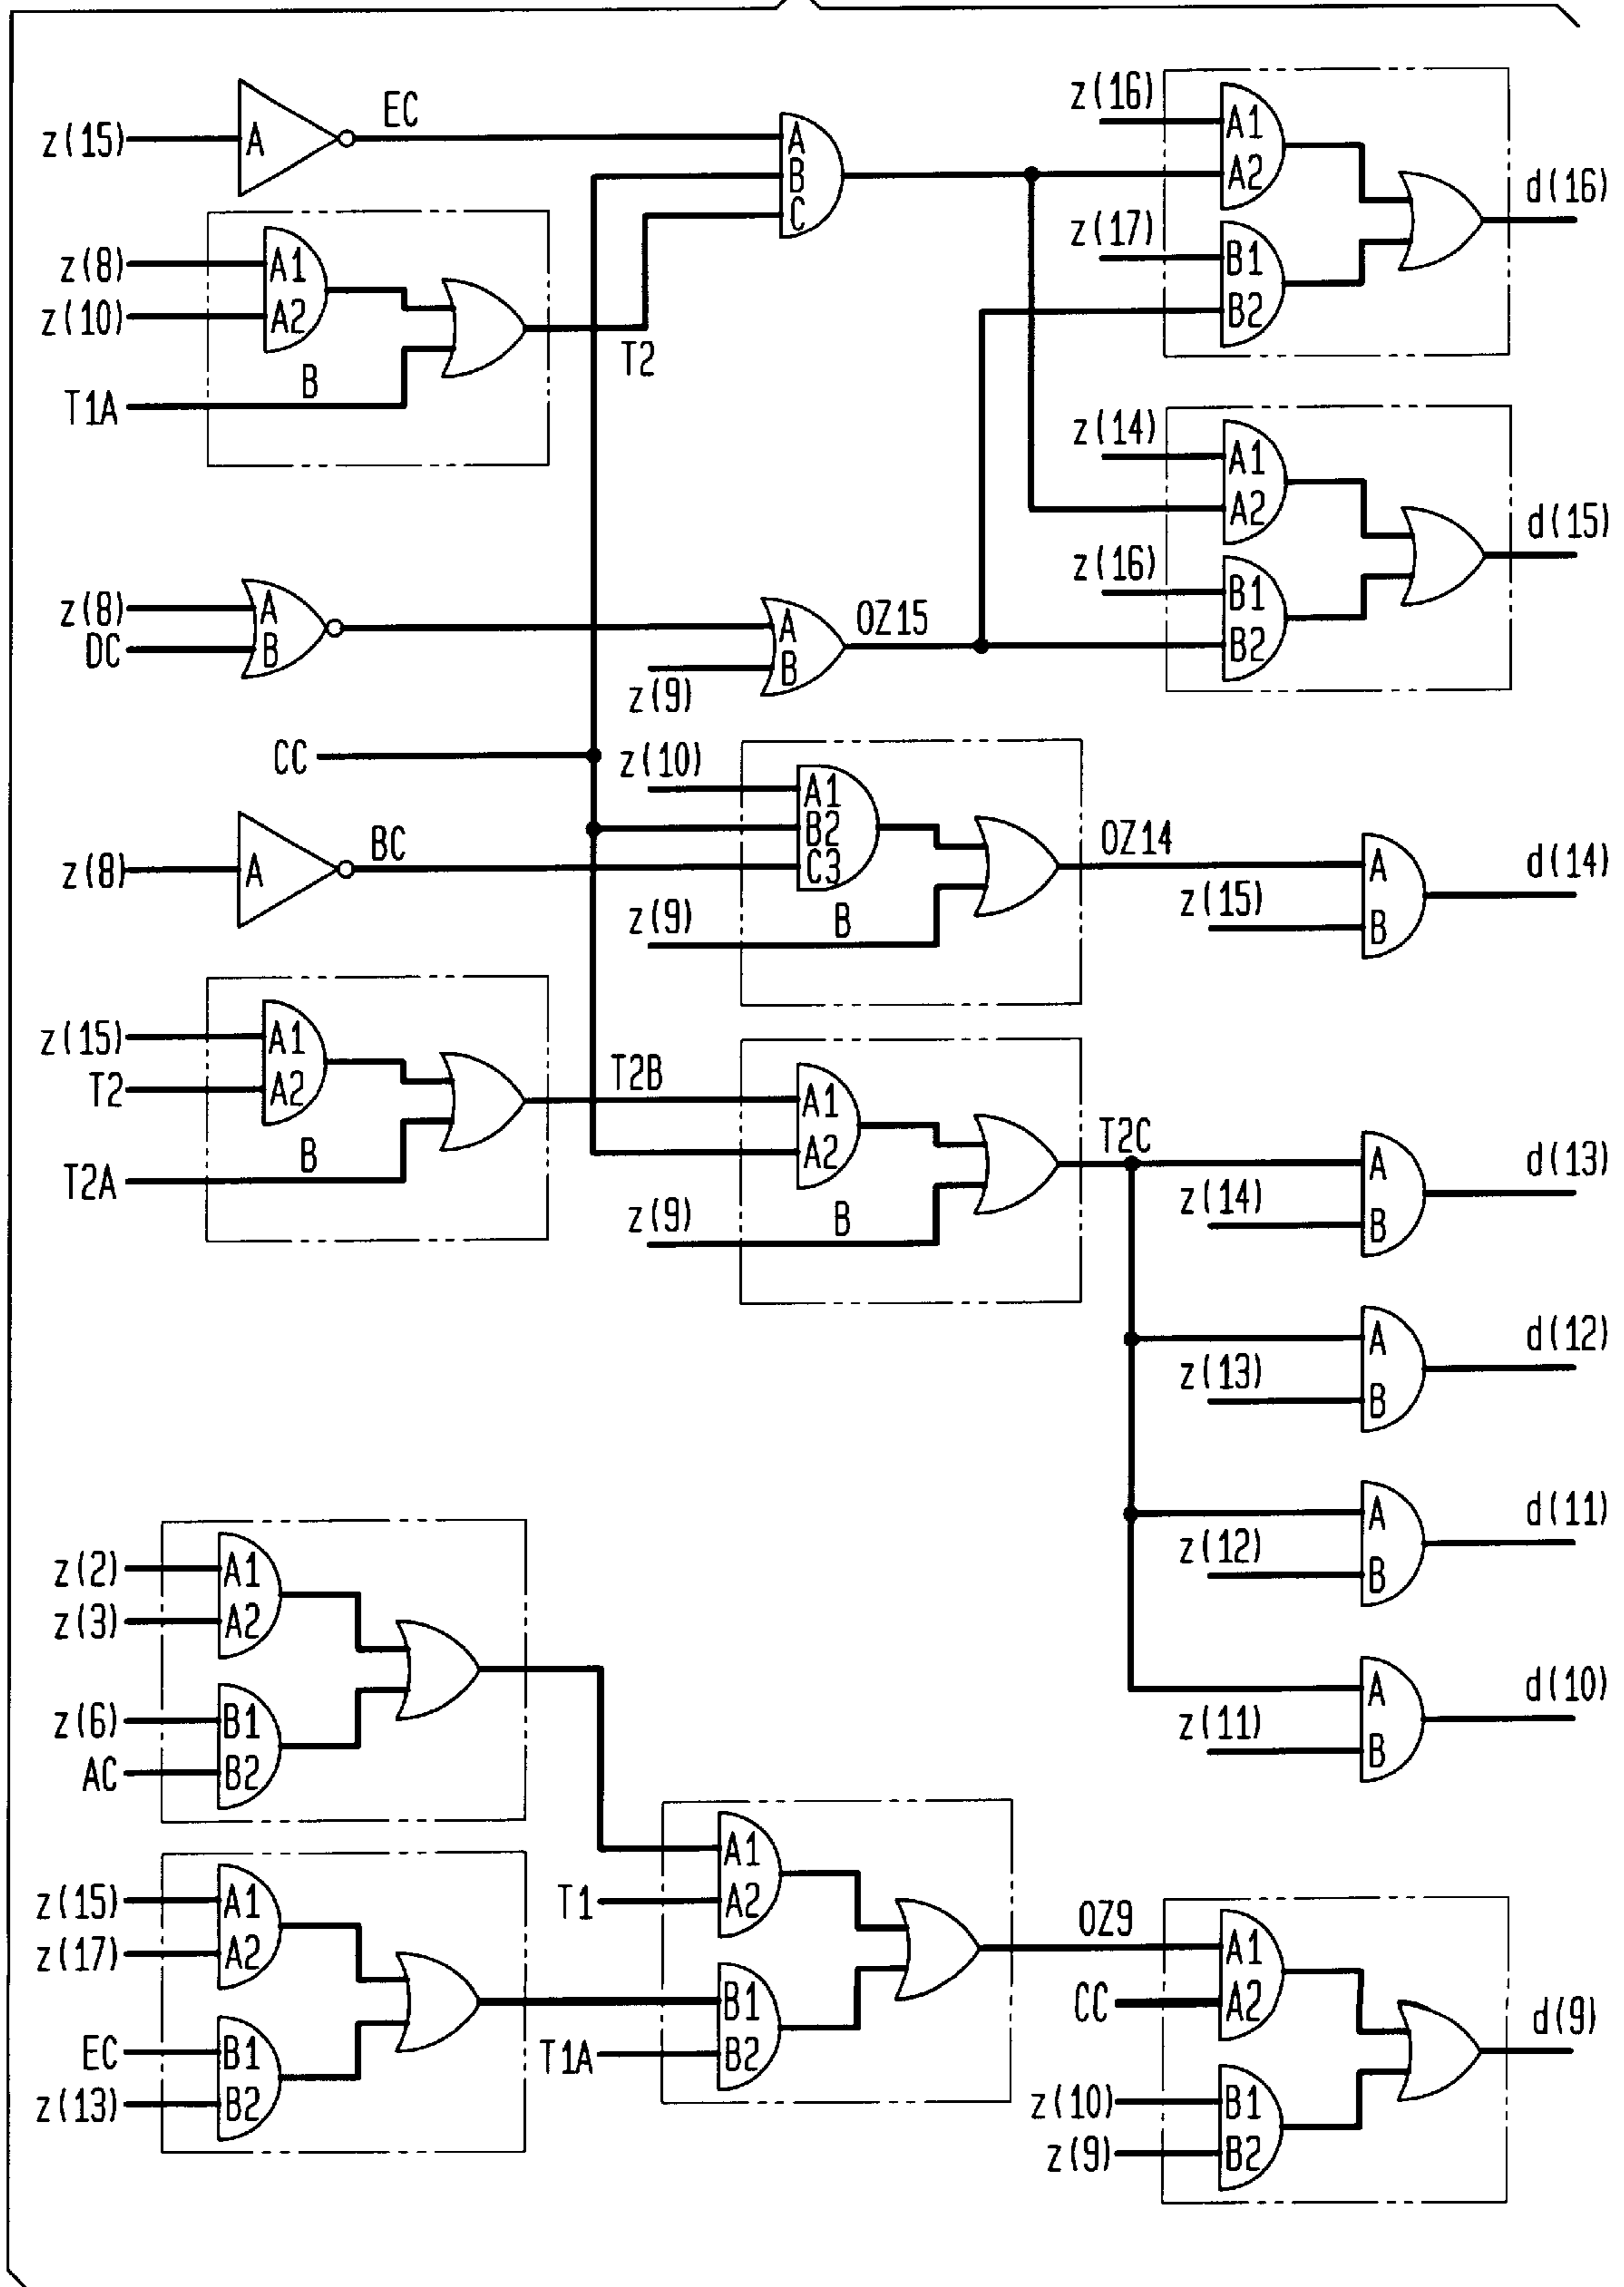 z(15) A EC A B C z(16) A1 A2 d(16)
z(8) A1 z(10) A2 B T1A T2 z(17) B1 B2
z(14) A1 A2 d(15)
z(8) A DC B A B OZ15 z(9) z(16) B1 B2
CC z(10) A1 B2 C3 OZ14 A d(14)
z(8) A BC z(9) B z(15) B
z(15) A1 T2 A2 T2B A1 A2 T2C A d(13)
T2A B z(9) B z(14) B
A d(12)
z(13) B
A d(11)
z(12) B
z(2) A1
z(3) A2
A d(10)
z(6) B1 z(11) B
AC B2
A1
z(15) A1 T1 A2 OZ9 A1
z(17) A2 B1 CC A2 d(9)
EC B1 T1A B2
z(13) B2 z(10) B1
z(9) B2